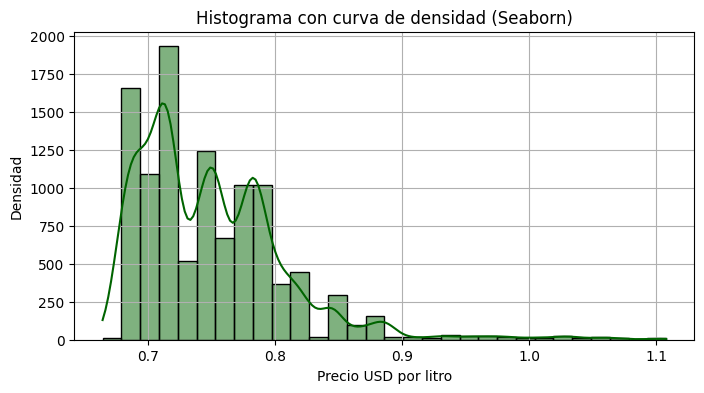 Histograma con curva de densidad (Seaborn)
2000
1750
1500
1250
1000
750
500
250
0
Densidad
0.7 0.8 0.9 1.0 1.1
Precio USD por litro